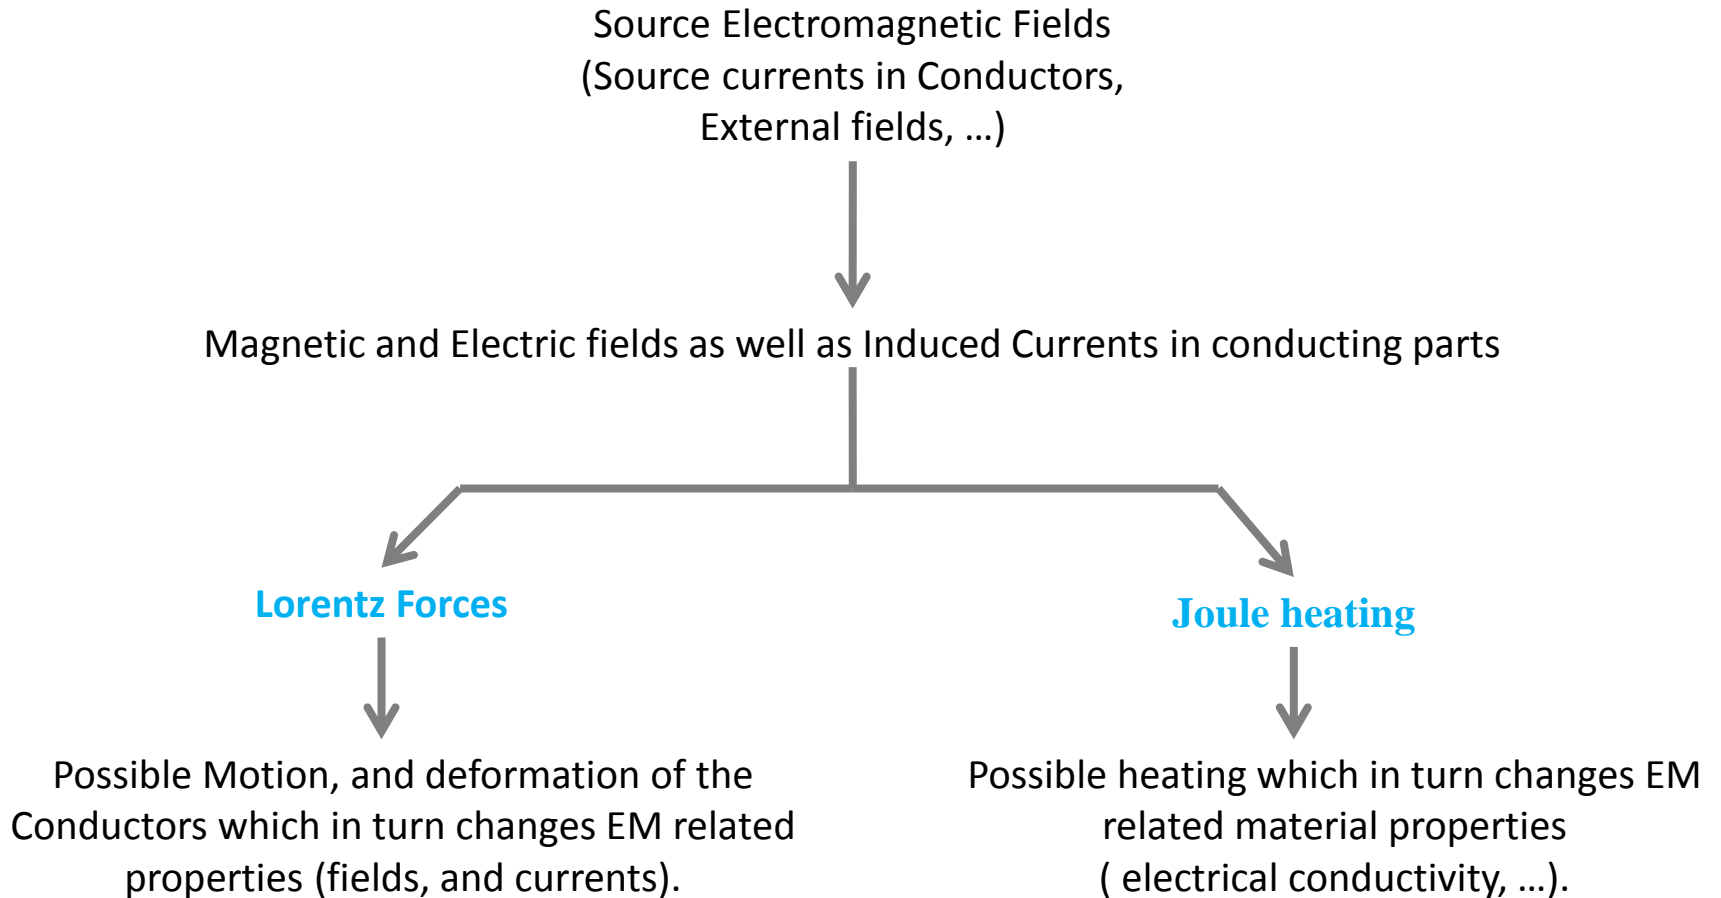 Source Electromagnetic Fields
(Source currents in Conductors,
External fields, …)
Magnetic and Electric fields as well as Induced Currents in conducting parts
Lorentz Forces
Joule heating
Possible Motion, and deformation of the
Conductors which in turn changes EM related
properties (fields, and currents).
Possible heating which in turn changes EM
related material properties
( electrical conductivity, …).